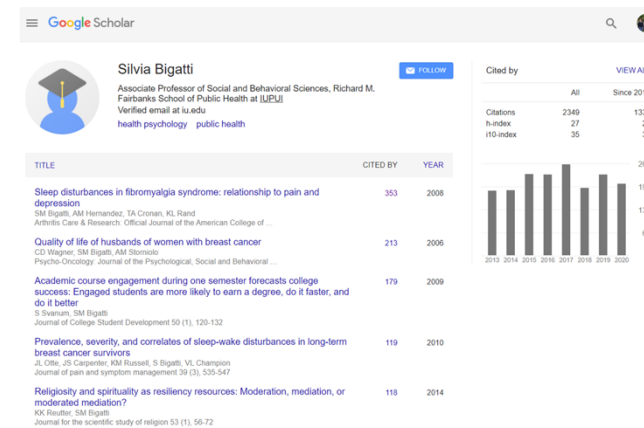 Google Scholar
Silvia Bigatti
FOLLOW
Associate Professor of Social and Behavioral Sciences, Richard M.
Fairbanks School of Public Health at IUPUI
Verified email at iu.edu
health psychology public health
TITLE CITED BY YEAR
Sleep disturbances in fibromyalgia syndrome: relationship to pain and 353 2008
depression
SM Bigatti, AM Hernandez, TA Cronan, KL Rand
Arthritis Care & Research: Official Journal of the American College of ...
Quality of life of husbands of women with breast cancer 213 2006
CD Wagner, SM Bigatti, AM Storniolo
Psycho-Oncology: Journal of the Psychological, Social and Behavioral ...
Academic course engagement during one semester forecasts college 179 2009
success: Engaged students are more likely to earn a degree, do it faster, and
do it better
S Svanum, SM Bigatti
Journal of College Student Development 50 (1), 120-132
Prevalence, severity, and correlates of sleep-wake disturbances in long-term 119 2010
breast cancer survivors
JL Otte, JS Carpenter, KM Russell, S Bigatti, VL Champion
Journal of pain and symptom management 39 (3), 535-547
Religiosity and spirituality as resiliency resources: Moderation, mediation, or 118 2014
moderated mediation?
KK Reutter, SM Bigatti
Journal for the scientific study of religion 53 (1), 56-72
Cited by VIEW
All Since
Citations 2349
h-index 27
i10-index 35
2013 2014 2015 2016 2017 2018 2019 2020